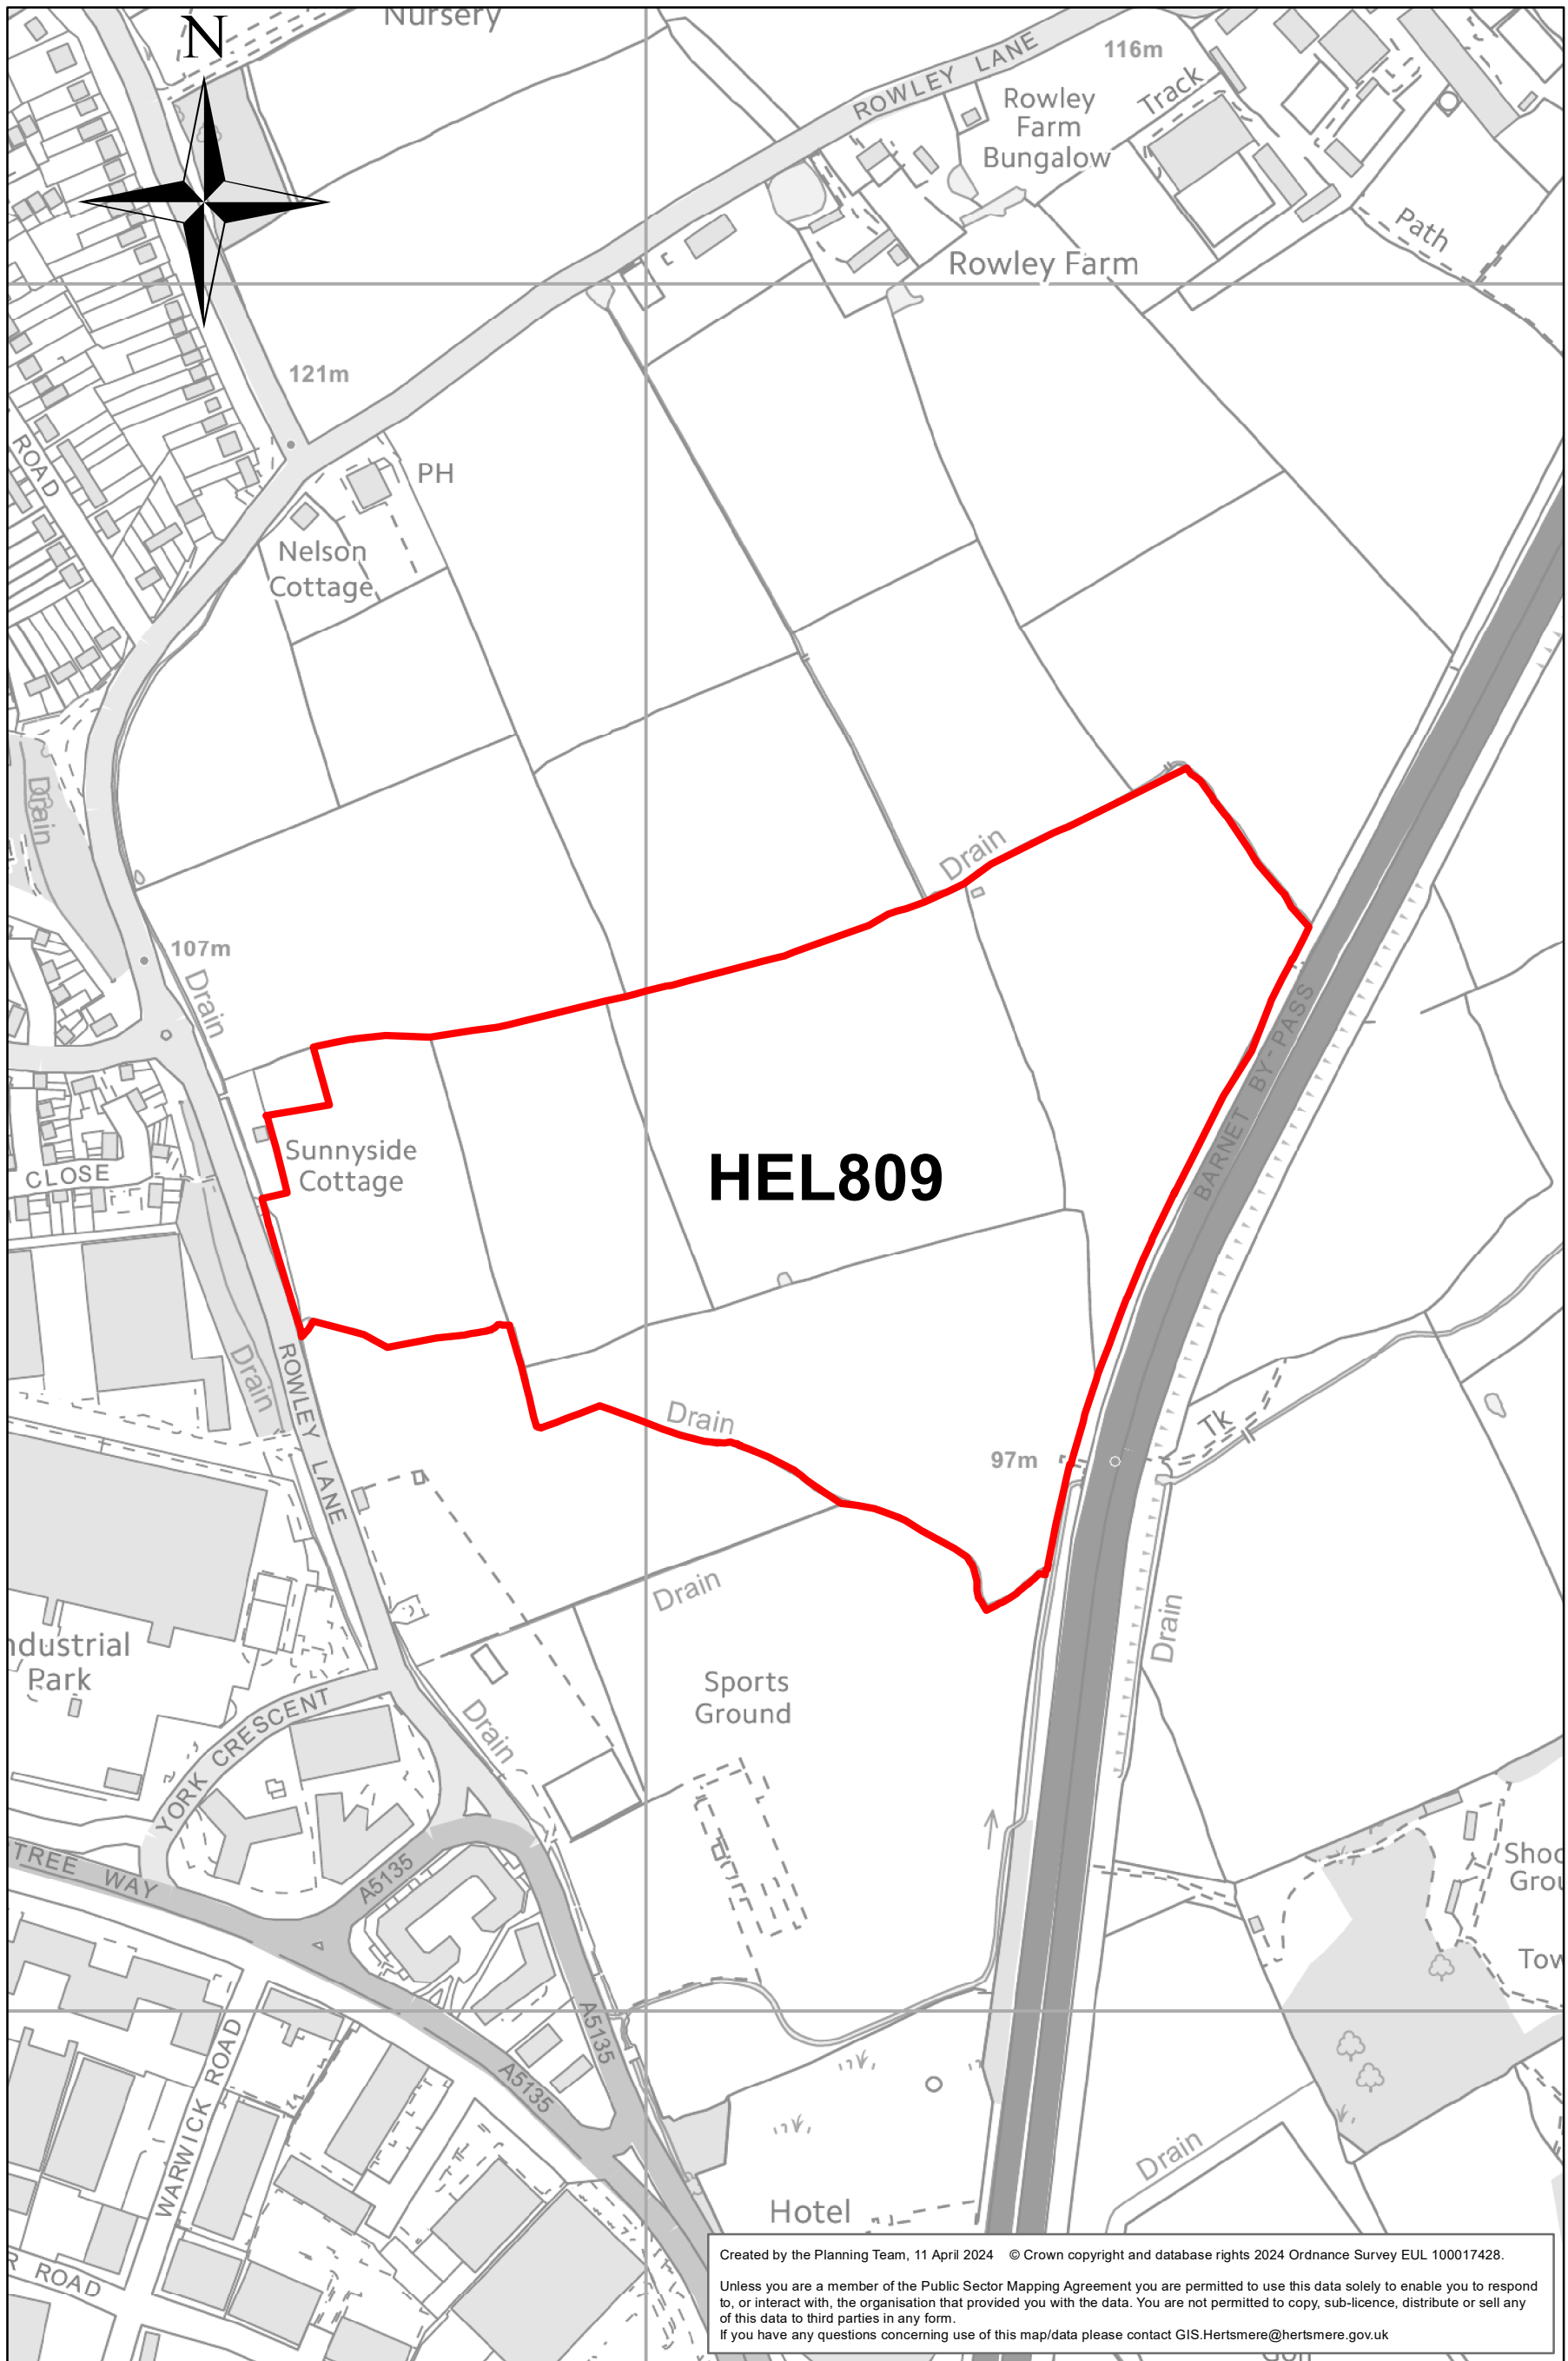 Nursery
N
ROWLEY LANE
116m
Rowley
Farm
Bungalow
Track
Path
Rowley Farm
121m
ROAD
PH
Nelson
Cottage
Drain
Drain
107m
Drain
BARNET BY-PASS
Sunnyside
Cottage
CLOSE
HEL809
Drain
ROWLEY LANE
Drain
97m
Tk
Drain
Drain
ndustrial
Park
Sports
Ground
YORK CRESCENT
Drain
TREE WAY
A5135
Shoo
Grou
Tow
A5135
A5135
WARWICK ROAD
Drain
Hotel
R ROAD
Created by the Planning Team, 11 April 2024 © Crown copyright and database rights 2024 Ordnance Survey EUL 100017428.
Unless you are a member of the Public Sector Mapping Agreement you are permitted to use this data solely to enable you to respond
to, or interact with, the organisation that provided you with the data. You are not permitted to copy, sub-licence, distribute or sell any
of this data to third parties in any form.
If you have any questions concerning use of this map/data please contact GIS.Hertsmere@hertsmere.gov.uk